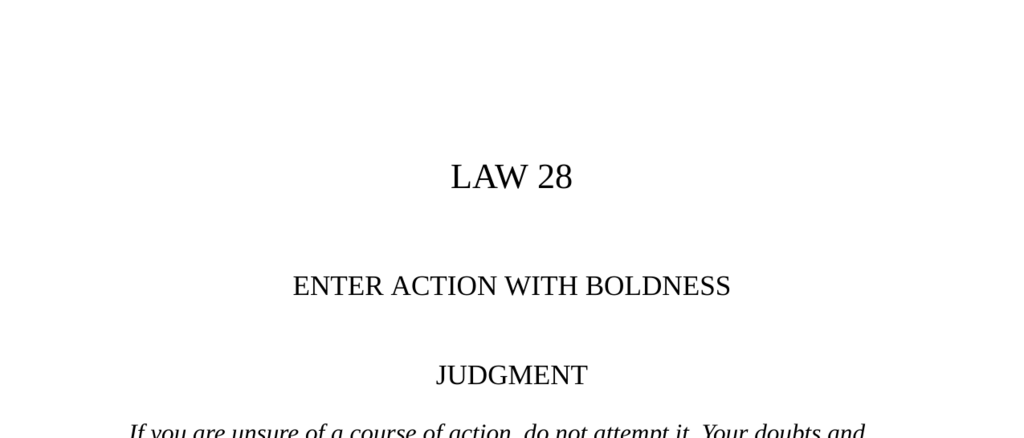 LAW 28
ENTER ACTION WITH BOLDNESS
JUDGMENT
If you are unsure of a course of action, do not attempt it. Your doubts and